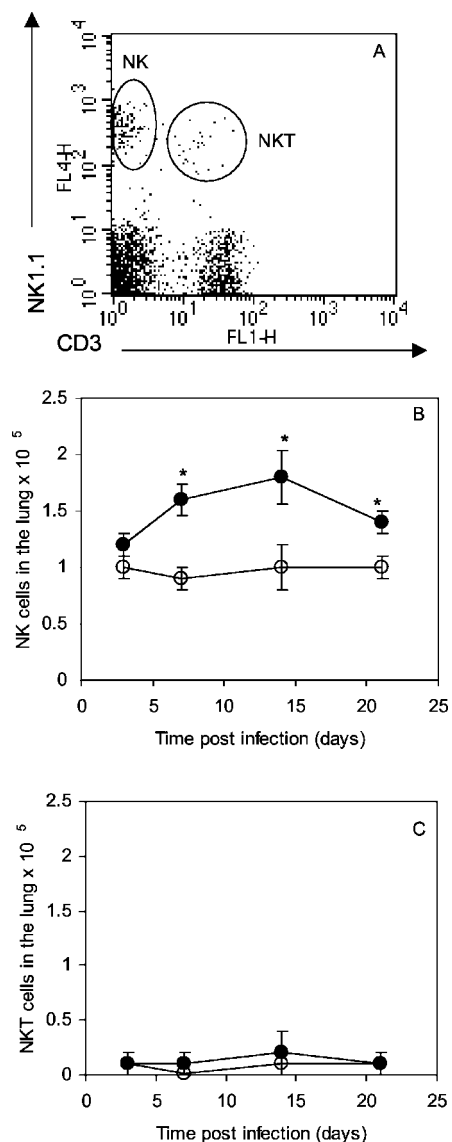 A
NK
NKT
NK1.1
FL4-H
10^4
10^3
10^2
10^1
10^0
10^0 10^1 10^2 10^3 10^4
FL1-H
CD3
B
NK cells in the lung x 10^5
2.5
2
1.5
1
0.5
0
* * *
0 5 10 15 20 25
Time post infection (days)
C
NKT cells in the lung x 10^5
2.5
2
1.5
1
0.5
0
0 5 10 15 20 25
Time post infection (days)